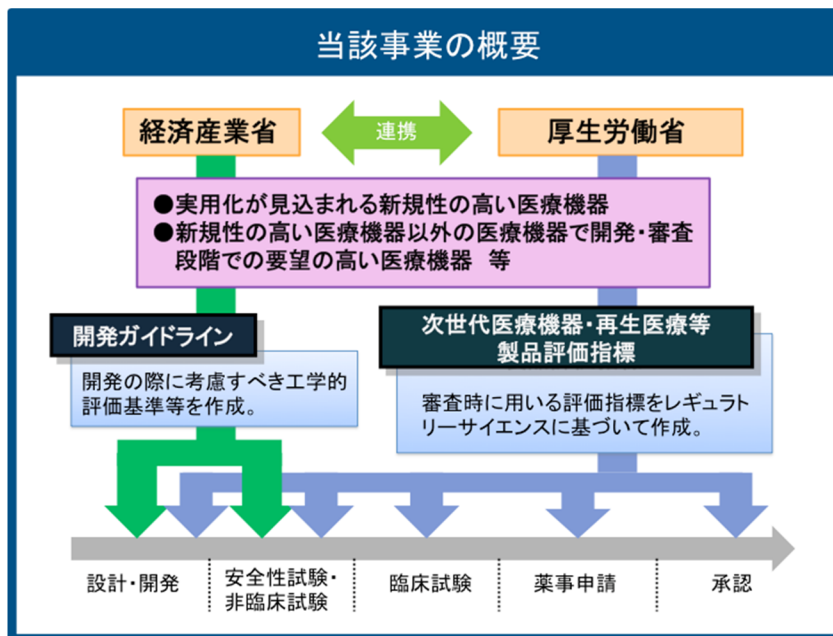 当該事業の概要
経済産業省
連携
厚生労働省
●実用化が見込まれる新規性の高い医療機器
●新規性の高い医療機器以外の医療機器で開発・審査
段階での要望の高い医療機器 等
開発ガイドライン
開発の際に考慮すべき工学的
評価基準等を作成。
次世代医療機器・再生医療等
製品評価指標
審査時に用いる評価指標をレギュラト
リーサイエンスに基づいて作成。
設計・開発
安全性試験・
非臨床試験
臨床試験
薬事申請
承認